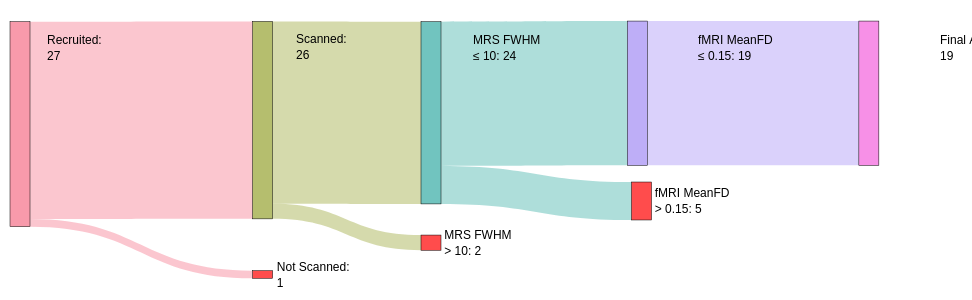 Recruited:
27
Scanned:
26
MRS FWHM
≤ 10: 24
fMRI MeanFD
≤ 0.15: 19
Final
19
fMRI MeanFD
> 0.15: 5
MRS FWHM
> 10: 2
Not Scanned:
1